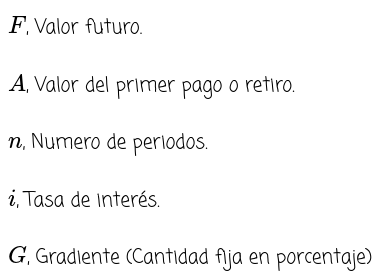 F, Valor futuro.
A, Valor del primer pago o retiro.
n, Numero de periodos.
i, Tasa de interés.
G, Gradiente (Cantidad fija en porcentaje)